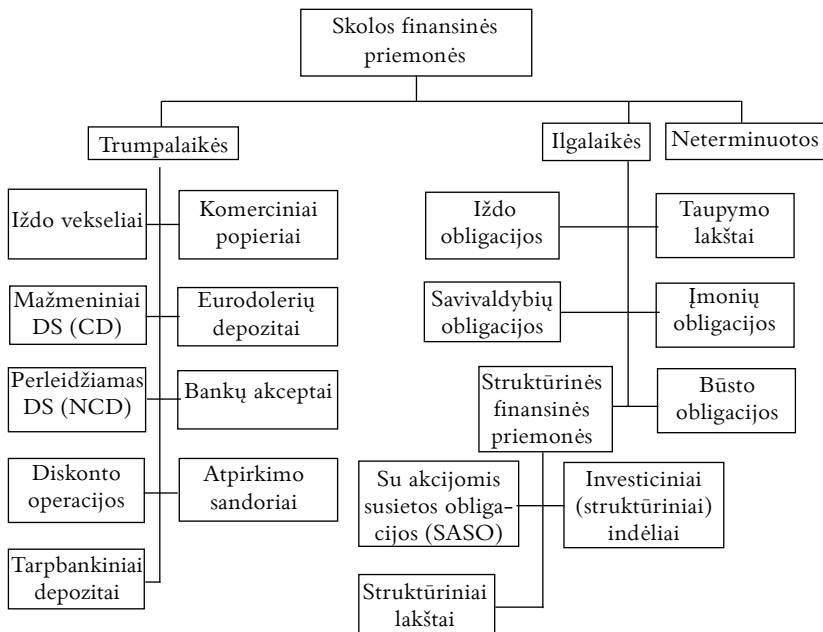 Skolos finansinės
priemonės
Trumpalaikės
Ilgalaikės
Neterminuotos
Iždo vekseliai
Komerciniai
popieriai
Mažmeniniai
DS (CD)
Eurodolerių
depozitai
Perleidžiamas
DS (NCD)
Bankų akceptai
Diskonto
operacijos
Atpirkimo
sandoriai
Tarpbankiniai
depozitai
Iždo
obligacijos
Taupymo
lakštai
Savivaldybių
obligacijos
Įmonių
obligacijos
Struktūrinės
finansinės
priemonės
Būsto
obligacijos
Su akcijomis
susietos obliga-
cijos (SASO)
Investiciniai
(struktūriniai)
indėliai
Struktūriniai
lakštai